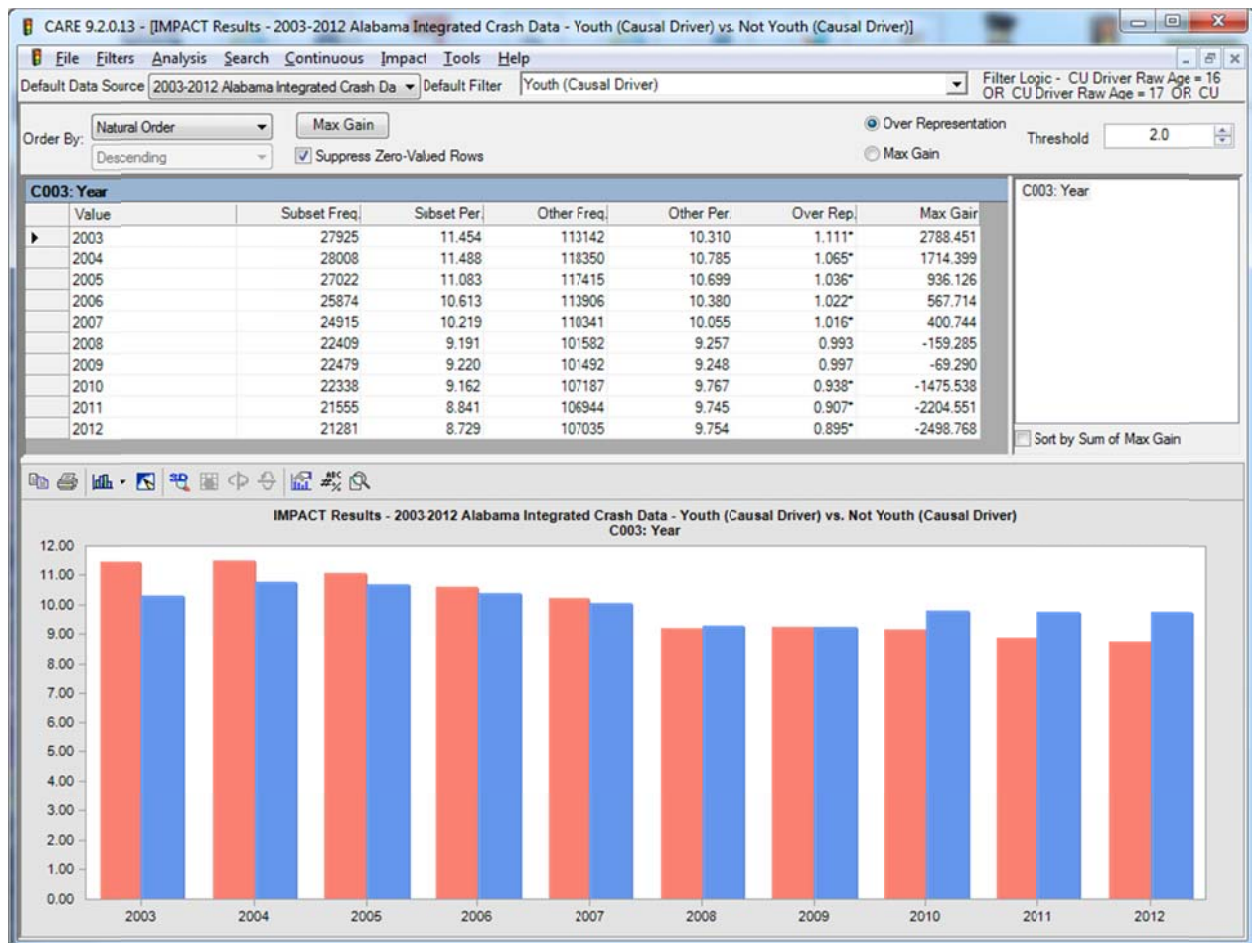 CARE 9.2.0.13 - [IMPACT Results - 2003-2012 Alabama Integrated Crash Data - Youth (Causal Driver) vs. Not Youth (Causal Driver)]
File Filters Analysis Search Continuous Impact Tools Help
Default Data Source 2003-2012 Alabama Integrated Crash Da Default Filter Youth (Causal Driver) Filter Logic - CU Driver Raw Age = 16
OR CU Driver Raw Age = 17 OR CU
Order By: Natural Order Max Gain Over Representation Threshold 2.0
Descending Suppress Zero-Valued Rows Max Gain
C003: Year C003: Year
Value Subset Freq. Subset Per. Other Freq. Other Per. Over Rep. Max Gain
2003 27925 11.454 113142 10.310 1.111* 2788.451
2004 28008 11.488 118350 10.785 1.065* 1714.399
2005 27022 11.083 117415 10.699 1.036* 936.126
2006 25874 10.613 113906 10.380 1.022* 567.714
2007 24915 10.219 110341 10.055 1.016* 400.744
2008 22409 9.191 101582 9.257 0.993 -159.285
2009 22479 9.220 101492 9.248 0.997 -69.290
2010 22338 9.162 107187 9.767 0.938* -1475.538
2011 21555 8.841 106944 9.745 0.907* -2204.551
2012 21281 8.729 107035 9.754 0.895* -2498.768
Sort by Sum of Max Gain
IMPACT Results - 2003-2012 Alabama Integrated Crash Data - Youth (Causal Driver) vs. Not Youth (Causal Driver)
C003: Year
12.00
11.00
10.00
9.00
8.00
7.00
6.00
5.00
4.00
3.00
2.00
1.00
0.00
2003 2004 2005 2006 2007 2008 2009 2010 2011 2012